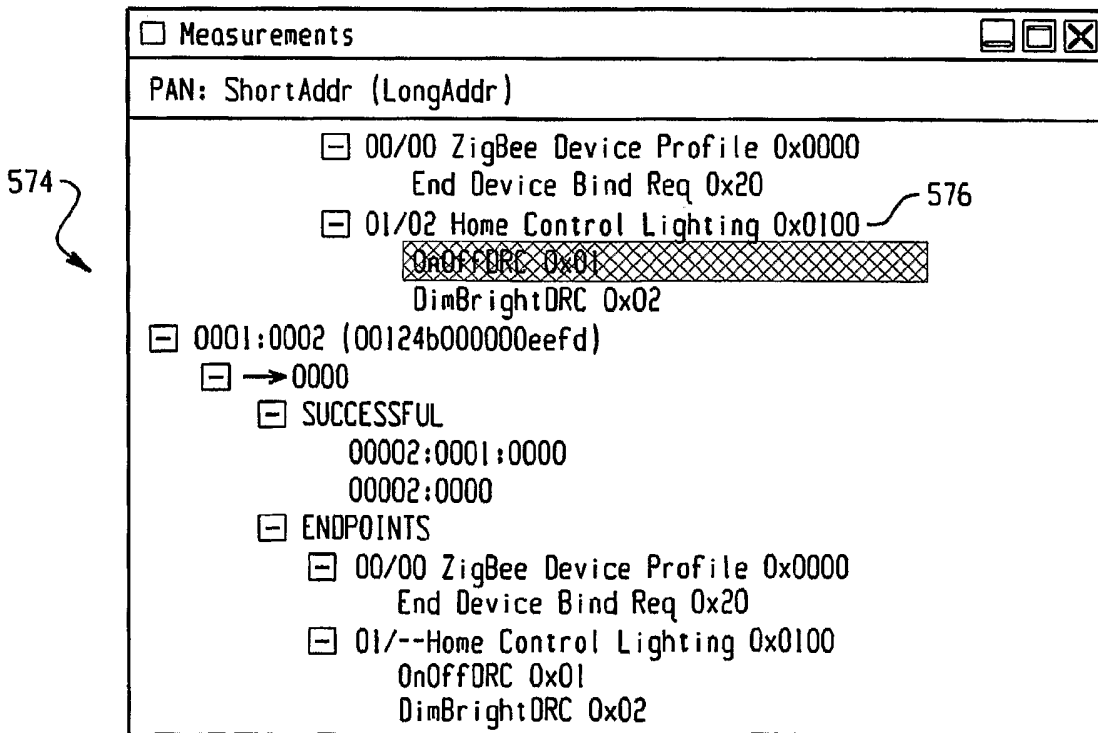 Measurements
PAN: ShortAddr (LongAddr)
00/00 ZigBee Device Profile 0x0000
574
End Device Bind Req 0x20
576
01/02 Home Control Lighting 0x0100
OnOffDRC 0x01
DimBrightDRC 0x02
0001:0002 (00124b000000eefd)
→0000
SUCCESSFUL
00002:0001:0000
00002:0000
ENDPOINTS
00/00 ZigBee Device Profile 0x0000
End Device Bind Req 0x20
01/--Home Control Lighting 0x0100
OnOffDRC 0x01
DimBrightDRC 0x02